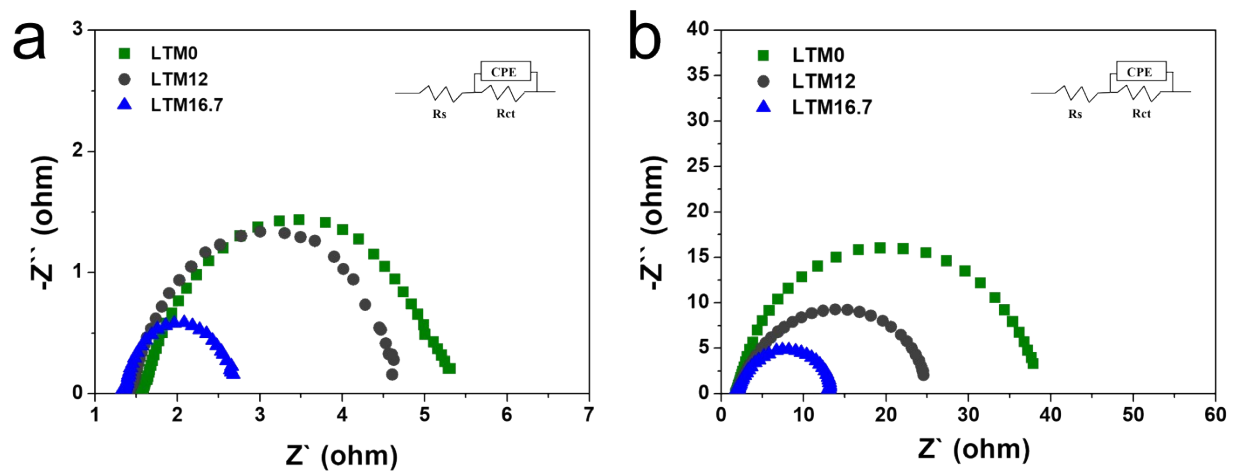 a
3
2
1
0
-Z`` (ohm)
LTM0
LTM12
LTM16.7
CPE
Rs
Rct
1 2 3 4 5 6 7
Z` (ohm)
b
40
35
30
25
20
15
10
5
0
-Z`` (ohm)
LTM0
LTM12
LTM16.7
CPE
Rs
Rct
0 10 20 30 40 50 60
Z` (ohm)